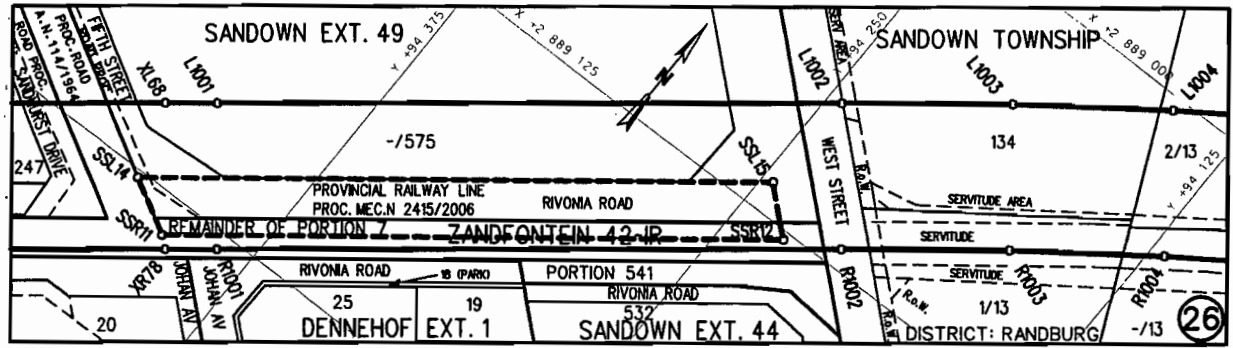 SANDOWN EXT. 49
SANDOWN TOWNSHIP
ROAD PROC.
A.N. 114/1964
PROC. ROAD
FIFTH STREET
SANDHURST DRIVE
XL68
L1001
Y +94 375
X +2 889 125
N
L1002
SERV AREA
Y +94 250
L1003
X +2 889 000
L1004
247
SSL14
-/575
SSL15
WEST STREET
R.o.W.
134
2/13
Y +94 125
PROVINCIAL RAILWAY LINE
PROC. MEC.N 2415/2006
RIVONIA ROAD
SERVITUDE AREA
SSR11
REMAINDER OF PORTION 7
ZANDFONTEIN 42-IR
SSR12
SERVITUDE
XR78
JOHAN AV
JOHAN AV
R1001
RIVONIA ROAD
18 (PARK)
PORTION 541
R1002
SERVITUDE
R1003
R1004
RIVONIA ROAD
R.o.W.
20
25
19
532
1/13
-/13
26
DENNEHOF EXT. 1
SANDOWN EXT. 44
R.o.W.
DISTRICT: RANDBURG